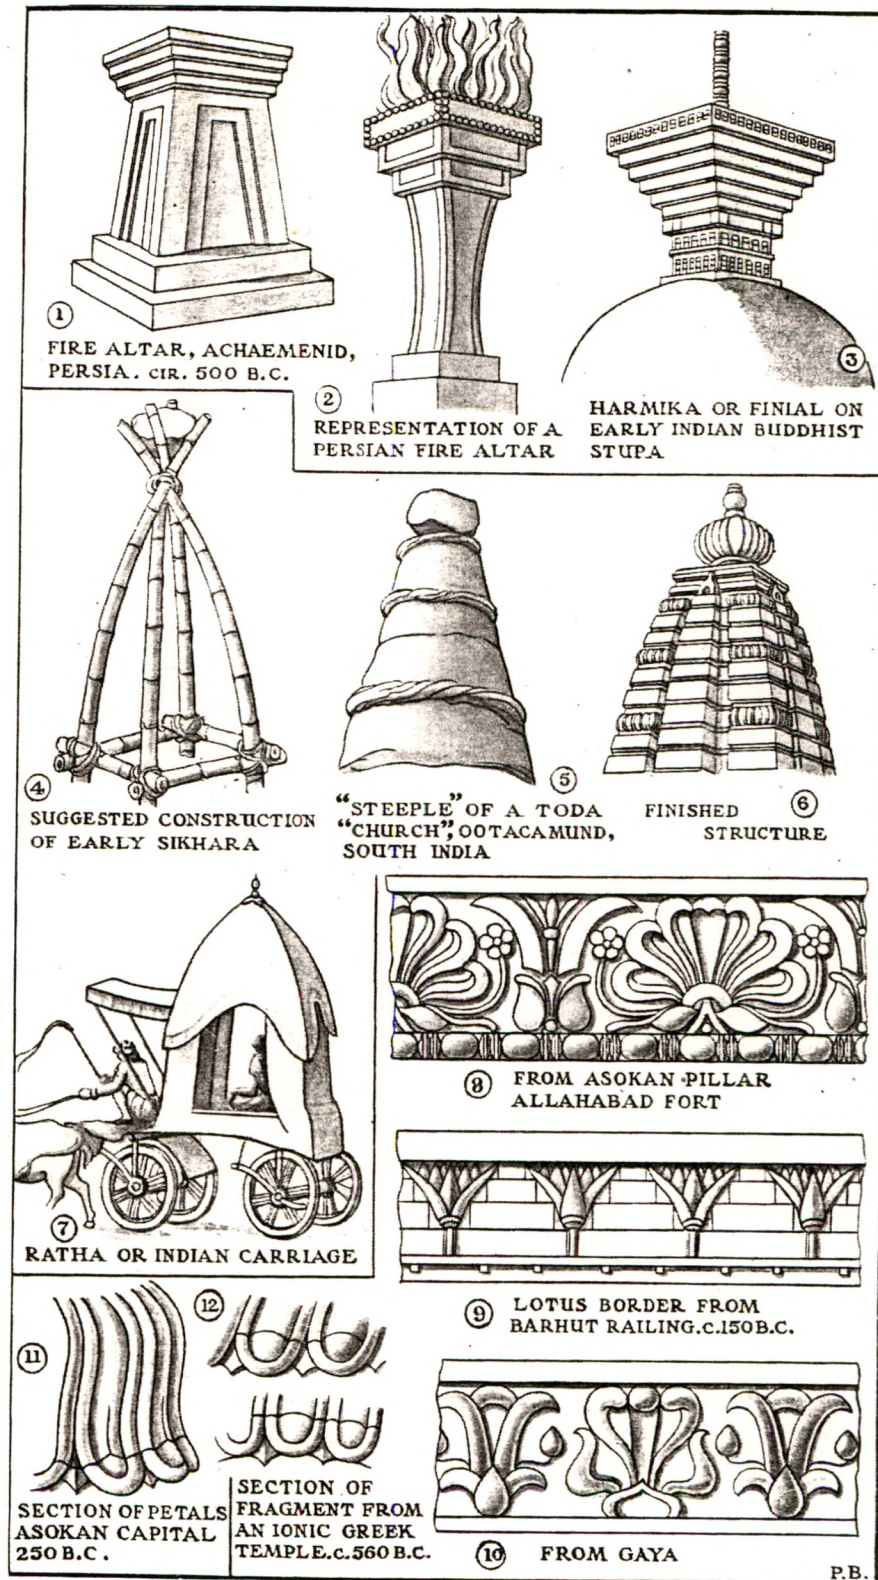 1
FIRE ALTAR, ACHAEMENID,
PERSIA. CIR. 500 B.C.
2
REPRESENTATION OF A
PERSIAN FIRE ALTAR
3
HARMIKA OR FINIAL ON
EARLY INDIAN BUDDHIST
STUPA
4
SUGGESTED CONSTRUCTION
OF EARLY SIKHARA
5
"STEEPLE" OF A TODA
"CHURCH", OOTACAMUND,
SOUTH INDIA
6
FINISHED
STRUCTURE
7
RATHA OR INDIAN CARRIAGE
8
FROM ASOKAN PILLAR
ALLAHABAD FORT
9
LOTUS BORDER FROM
BARHUT RAILING.c.150 B.C.
10
FROM GAYA
11
SECTION OF PETALS
ASOKAN CAPITAL
250 B.C.
12
SECTION OF
FRAGMENT FROM
AN IONIC GREEK
TEMPLE.c.560 B.C.
P.B.